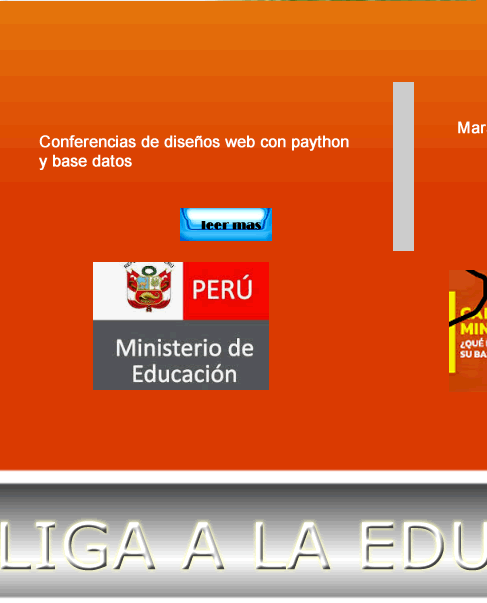 Conferencias de diseños web con paython
y base datos
Mar
leer mas
PERÚ
Ministerio de
Educación
MIN
¿QUÉ
SU BA
LIGA A LA EDU